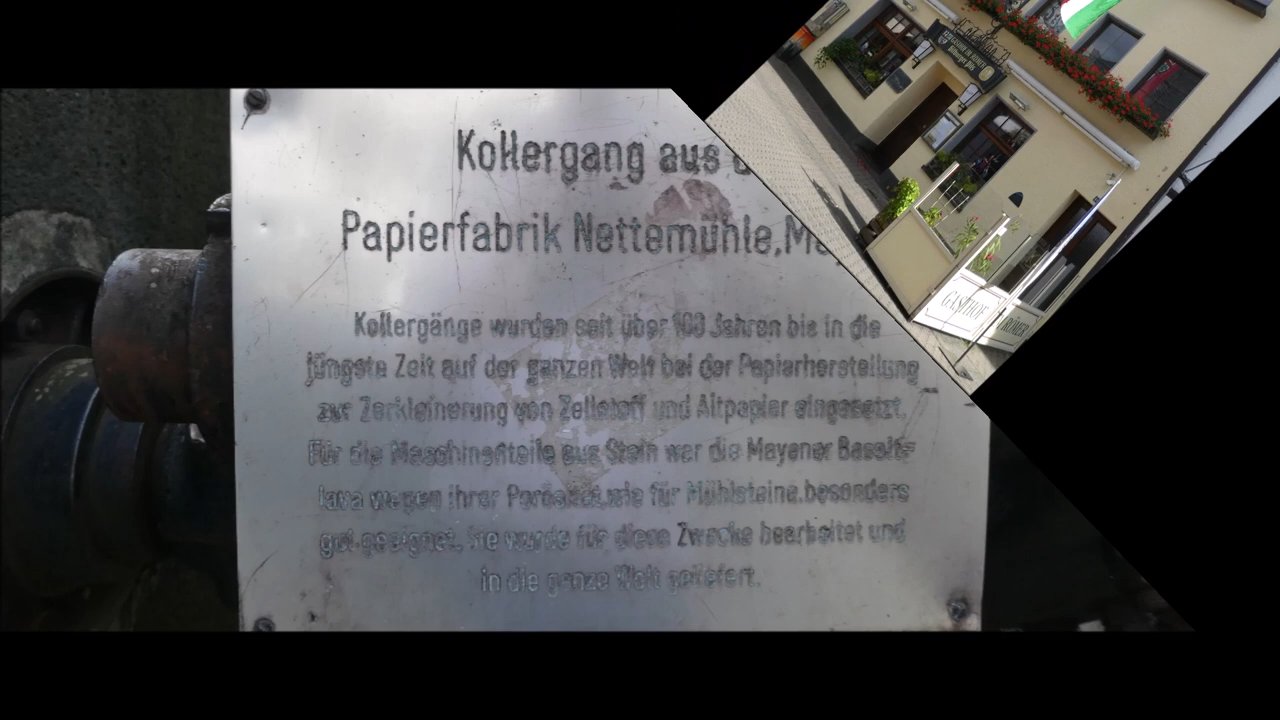 Kollergang aus
Papierfabrik Nettemühle, Ma
Kollergänge wurden seit über 100 Jahren bis in die
jüngste Zeit auf der ganzen Welt bei der Papierherstellung
zur Zerkleinerung von Zellstoff und Altpapier eingesetzt.
Für die Maschinenteile aus Stein war die Mayener Basalt=
lava wegen ihrer Porösität, wie für Mühlsteine, besonders
gut geeignet. Sie wurde für diese Zwecke bearbeitet und
in die ganze Welt geliefert.
GASTHOF
RÖMER